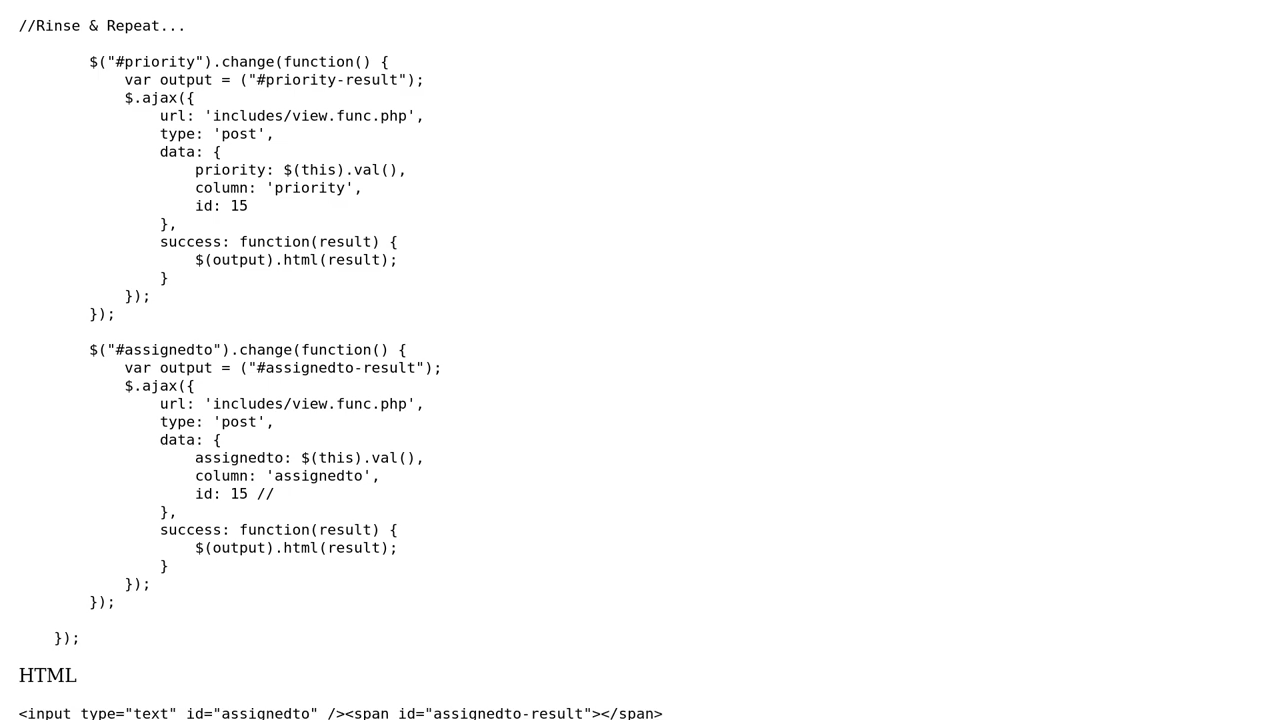 //Rinse & Repeat...
$("#priority").change(function() {
var output = ("#priority-result");
$.ajax({
url: 'includes/view.func.php',
type: 'post',
data: {
priority: $(this).val(),
column: 'priority',
id: 15
},
success: function(result) {
$(output).html(result);
}
});
});
$("#assignedto").change(function() {
var output = ("#assignedto-result");
$.ajax({
url: 'includes/view.func.php',
type: 'post',
data: {
assignedto: $(this).val(),
column: 'assignedto',
id: 15 //
},
success: function(result) {
$(output).html(result);
}
});
});
});
HTML
<input type="text" id="assignedto" /><span id="assignedto-result"></span>